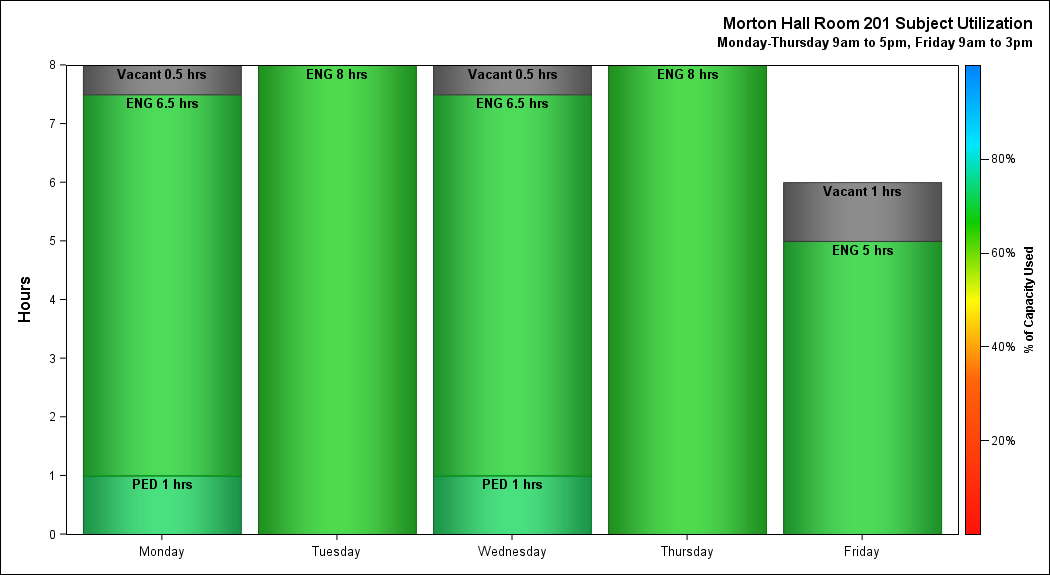 Morton Hall Room 201 Subject Utilization
Monday-Thursday 9am to 5pm, Friday 9am to 3pm
Hours
8
7
6
5
4
3
2
1
0
Vacant 0.5 hrs
ENG 6.5 hrs
PED 1 hrs
ENG 8 hrs
Vacant 0.5 hrs
ENG 6.5 hrs
PED 1 hrs
ENG 8 hrs
Vacant 1 hrs
ENG 5 hrs
Monday
Tuesday
Wednesday
Thursday
Friday
80%
60%
40%
20%
% of Capacity Used